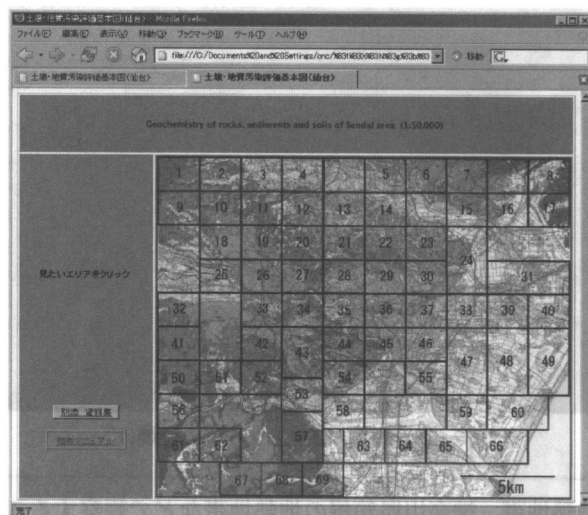 土壌・地質汚染評価基本図(仙台) - Mozilla Firefox
ファイル(F) 編集(E) 表示(V) 移動(G) ブックマーク(B) ツール(T) ヘルプ(H)
移動
土壌・地質汚染評価基本図(仙台) 土壌・地質汚染評価基本図(仙台)
Geochemistry of rocks, sediments and soils of Sendai area (1:50,000)
1 2 3 4 5 6 7 8
9 10 11 12 13 14 15 16 17
18 19 20 21 22 23 24
25 26 27 28 29 30 31
見たいエリアをクリック
32 33 34 35 36 37 38 39 40
41 42 43 44 45 46 47 48 49
50 51 52 53 54 55
56 57 58 59 60
61 62 63 64 65 66
67 68 69
5km
完了